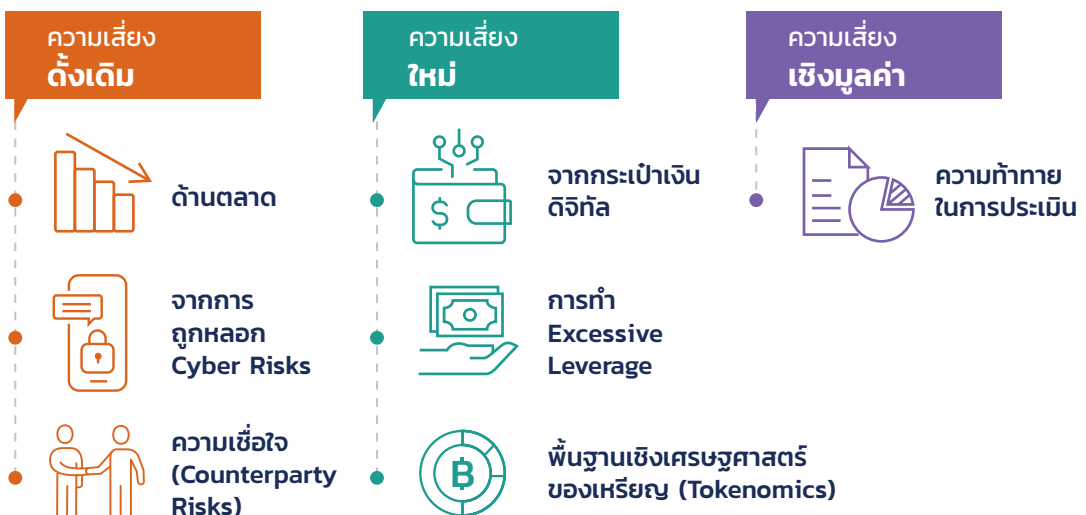 ความเสี่ยง
ดั้งเดิม
ด้านตลาด
จากการ
ถูกหลอก
Cyber Risks
ความเชื่อใจ
(Counterparty
Risks)
ความเสี่ยง
ใหม่
จากกระเป๋าเงิน
ดิจิทัล
$
การทำ
Excessive
Leverage
พื้นฐานเชิงเศรษฐศาสตร์
ของเหรียญ (Tokenomics)
ความเสี่ยง
เชิงมูลค่า
ความท้าทาย
ในการประเมิน